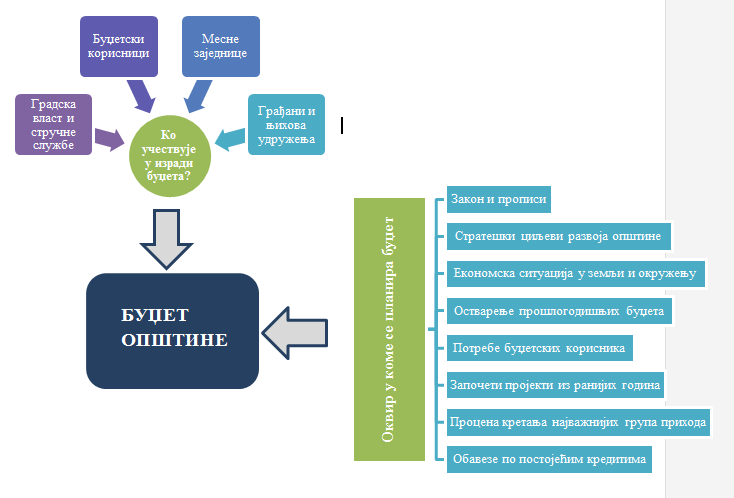 Буџетски
корисници
Месне
заједнице
Градска
власт и
стручне
службе
Грађани и
њихова
удружења
Ко
учествује
у изради
буџета?
БУЏЕТ
ОПШТИНЕ
Оквир у коме се планира буџет
Закон и прописи
Стратешки циљеви развоја општине
Економска ситуација у земљи и окружењу
Остварење прошлогодишњих буџета
Потребе буџетских корисника
Започети пројекти из ранијих година
Процена кретања најважнијих група прихода
Обавезе по постојећим кредитима